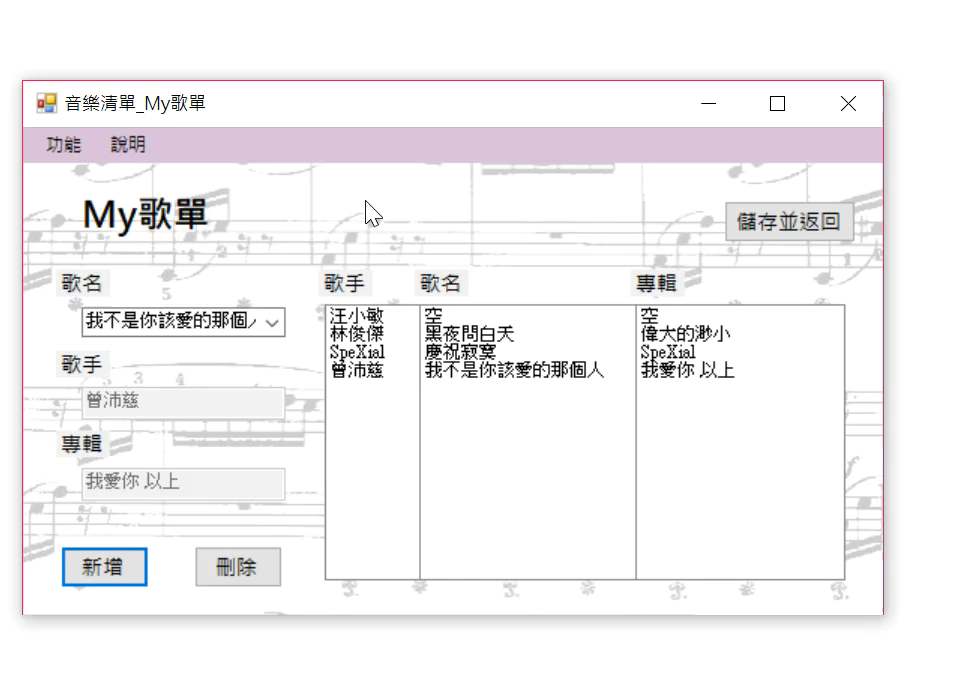 音樂清單_My歌單
功能 說明
My歌單
儲存並返回
歌名
我不是你該愛的那個
歌手
曾沛慈
專輯
我愛你 以上
新增 刪除
歌手 歌名 專輯
汪小敏 空 空
林俊傑 黑夜問白天 偉大的渺小
SpeXial 慶祝寂寞 SpeXial
曾沛慈 我不是你該愛的那個人 我愛你 以上